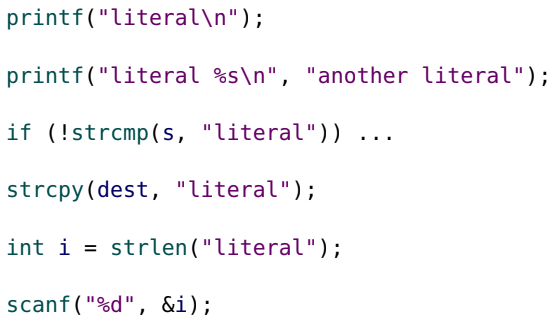 printf("literal\n");
printf("literal %s\n", "another literal");
if (!strcmp(s, "literal")) ...
strcpy(dest, "literal");
int i = strlen("literal");
scanf("%d", &i);